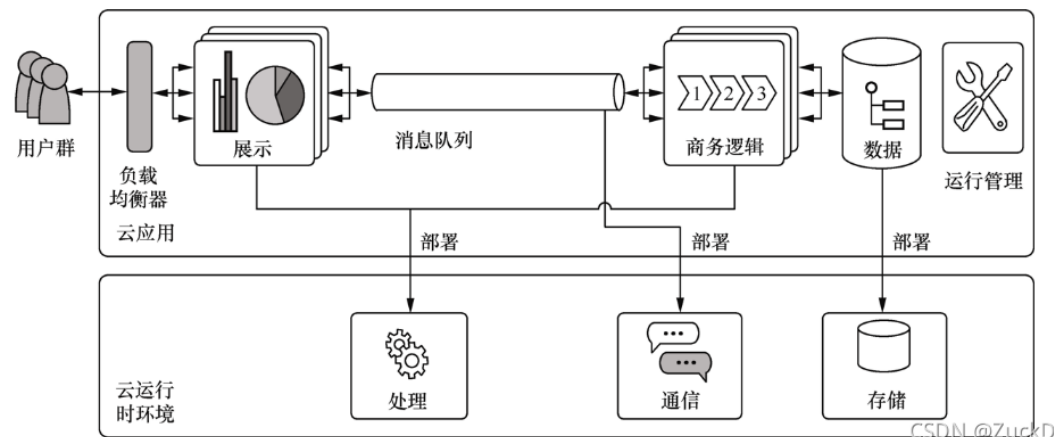 用户群
负载
均衡器
云应用
展示
消息队列
1 2 3
商务逻辑
数据
运行管理
部署
部署
部署
云运行
时环境
处理
通信
存储
CSDN @ZuckD